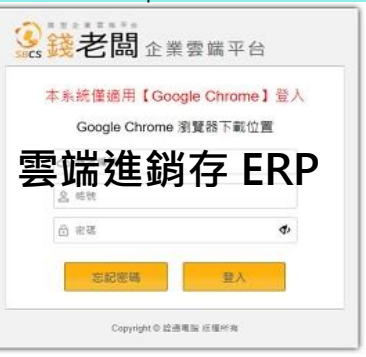 SBCS 錢老闆 企業雲端平台
本系統僅適用【Google Chrome】登入
Google Chrome 瀏覽器下載位置
雲端進銷存 ERP
帳號
密碼
忘記密碼 登入
Copyright © 詮通電腦 版權所有